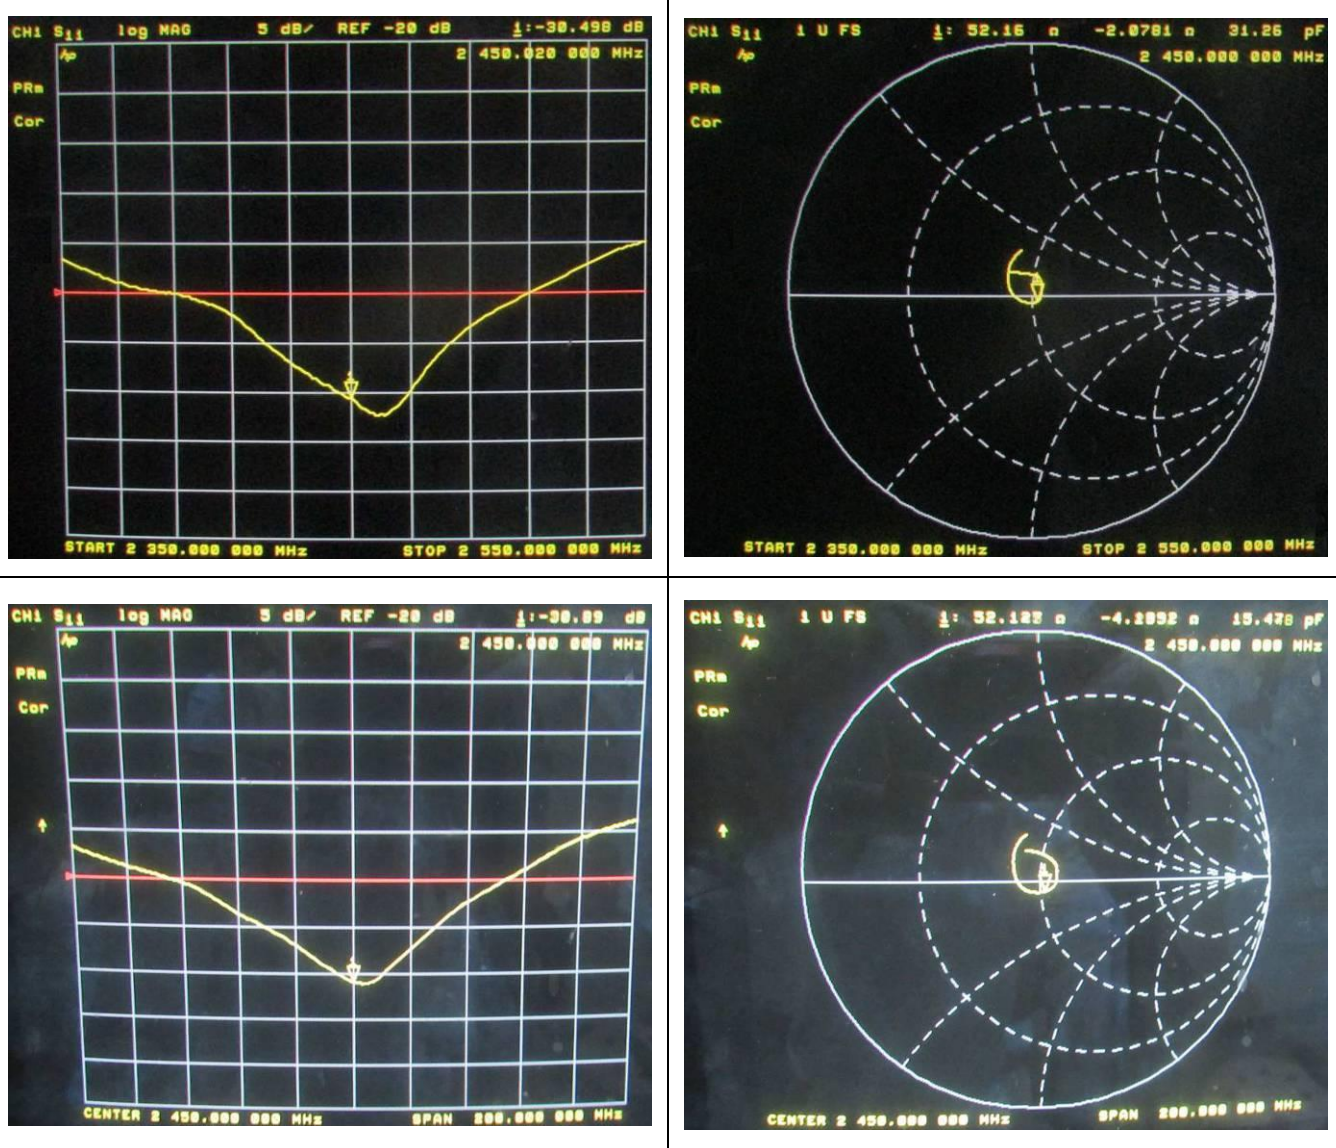 CH1 S11 log MAG 5 dB/ REF -20 dB 1:-30.498 dB
hp 2 450.020 000 MHz
PRm
Cor
START 2 350.000 000 MHz STOP 2 550.000 000 MHz
CH1 S11 1 U FS 1: 52.16 Ω -2.0781 Ω 31.26 pF
hp 2 450.000 000 MHz
PRm
Cor
START 2 350.000 000 MHz STOP 2 550.000 000 MHz
CH1 S11 log MAG 5 dB/ REF -20 dB 1:-30.89 dB
hp 2 450.000 000 MHz
PRm
Cor
CENTER 2 450.000 000 MHz SPAN 200.000 000 MHz
CH1 S11 1 U FS 1: Ω Ω pF
hp 2 450.000 000 MHz
PRm
Cor
CENTER 2 450.000 000 MHz SPAN 200.000 000 MHz